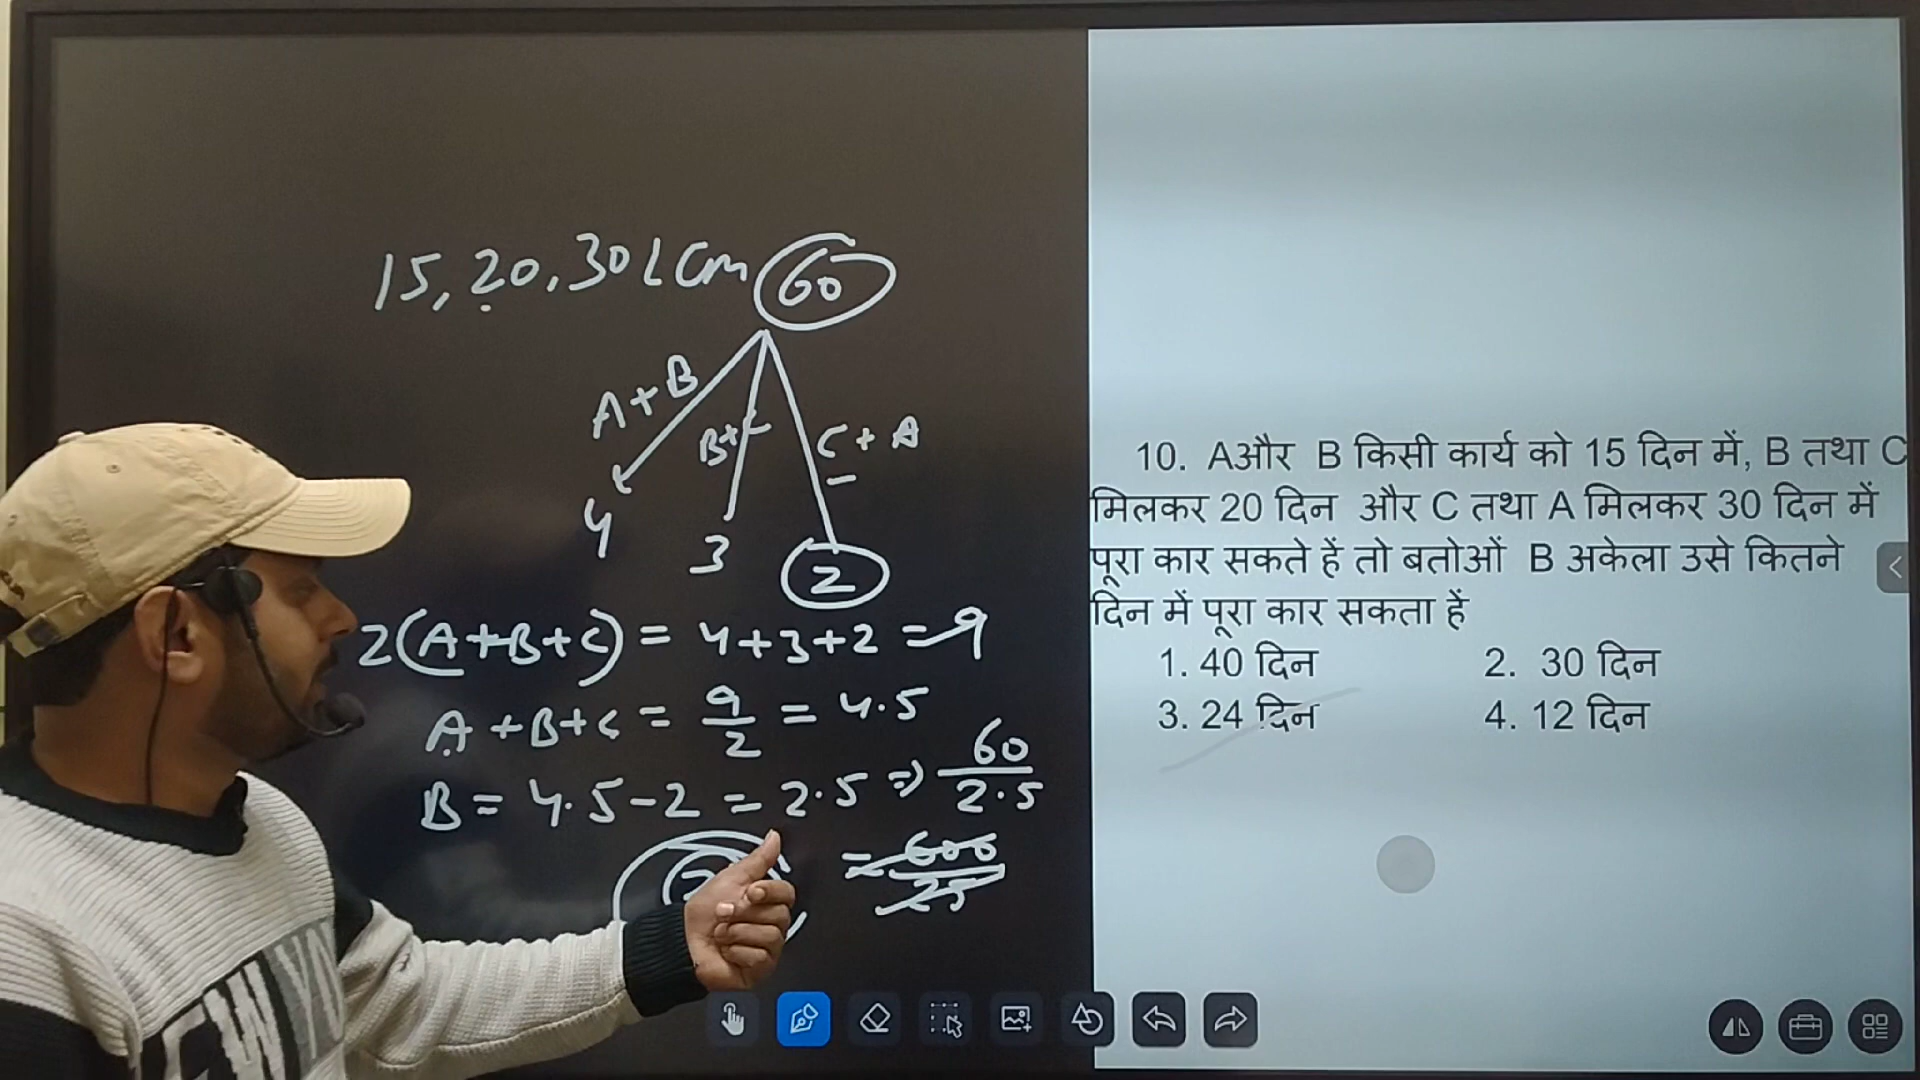 15, 20, 30 LCm 60
A+B
B+C
C + A
4
3
2
2(A+B+C) = 4+3+2 = 9
A+B+C = 9/2 = 4.5
B = 4.5-2 = 2.5 => 60/2.5
= 600/25
10. Aऔर B किसी कार्य को 15 दिन में, B तथा C
मिलकर 20 दिन और C तथा A मिलकर 30 दिन में
पूरा कार सकते हें तो बतोओं B अकेला उसे कितने
दिन में पूरा कार सकता हें
1. 40 दिन 2. 30 दिन
3. 24 दिन 4. 12 दिन